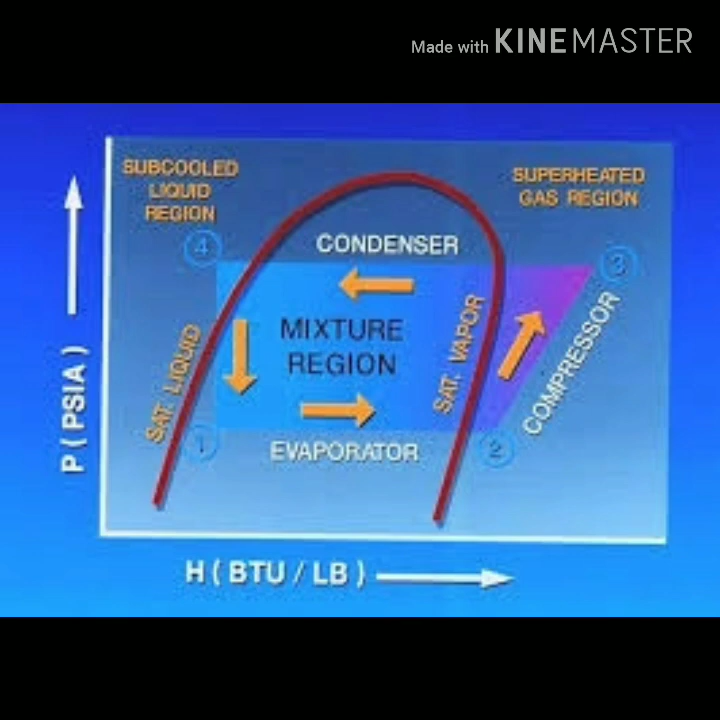 Made with KINEMASTER
SUBCOOLED
LIQUID
REGION
SUPERHEATED
GAS REGION
4
CONDENSER
3
MIXTURE
REGION
SAT. LIQUID
SAT. VAPOR
COMPRESSOR
P ( PSIA )
1
EVAPORATOR
2
H ( BTU / LB )